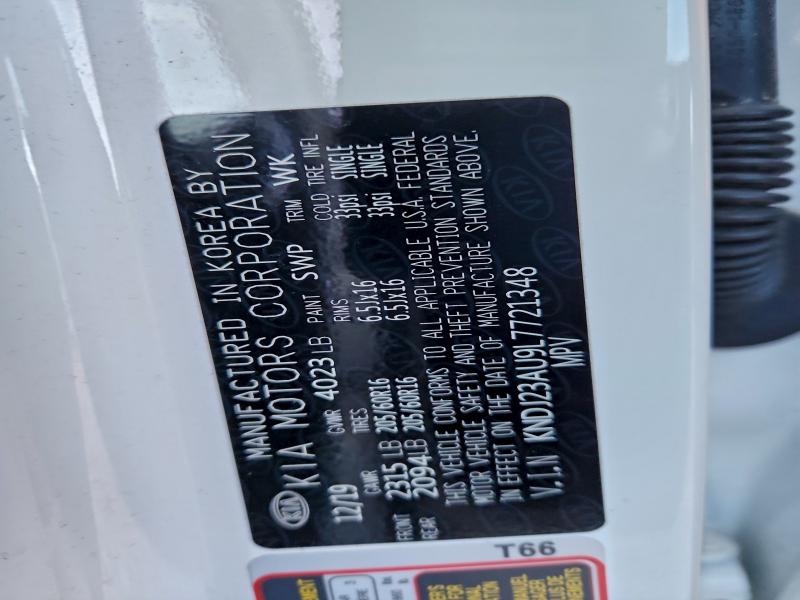 MANUFACTURED IN KOREA BY
KIA KIA MOTORS CORPORATION
12/19 GVWR 4023 LB PAINT SWP TRIM WK
GAWR TIRES RIMS COLD TIRE INFL
FRONT 2315 LB 205/60R16 6.5Jx16 33psi SINGLE
REAR 2094 LB 205/60R16 6.5Jx16 33psi SINGLE
THIS VEHICLE CONFORMS TO ALL APPLICABLE U.S.A. FEDERAL
MOTOR VEHICLE SAFETY AND THEFT PREVENTION STANDARDS
IN EFFECT ON THE DATE OF MANUFACTURE SHOWN ABOVE.
V.I.N KNDJ23AU9L7721348
MPV
T66